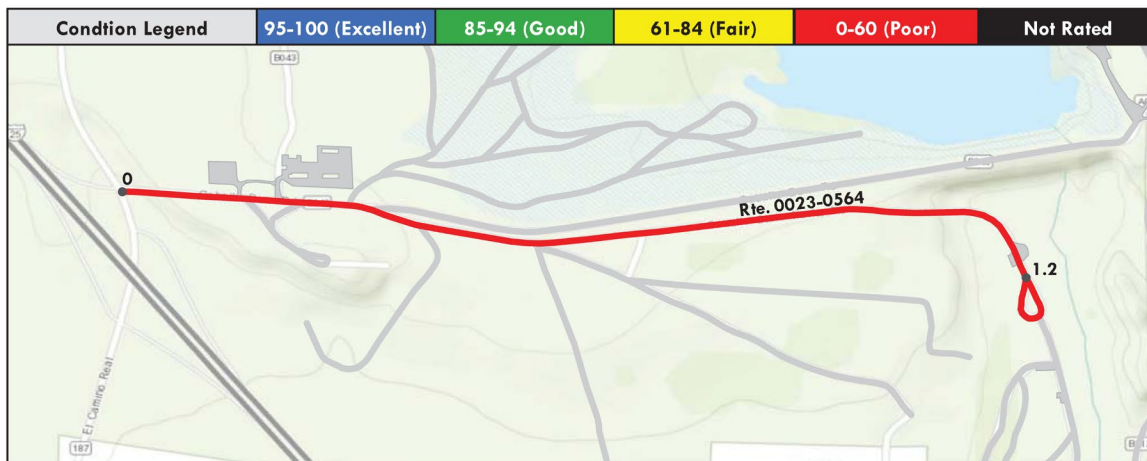 Condtion Legend
95-100 (Excellent)
85-94 (Good)
61-84 (Fair)
0-60 (Poor)
Not Rated
B043
25
0
Rte. 0023-0564
1.2
El Camino Real
187